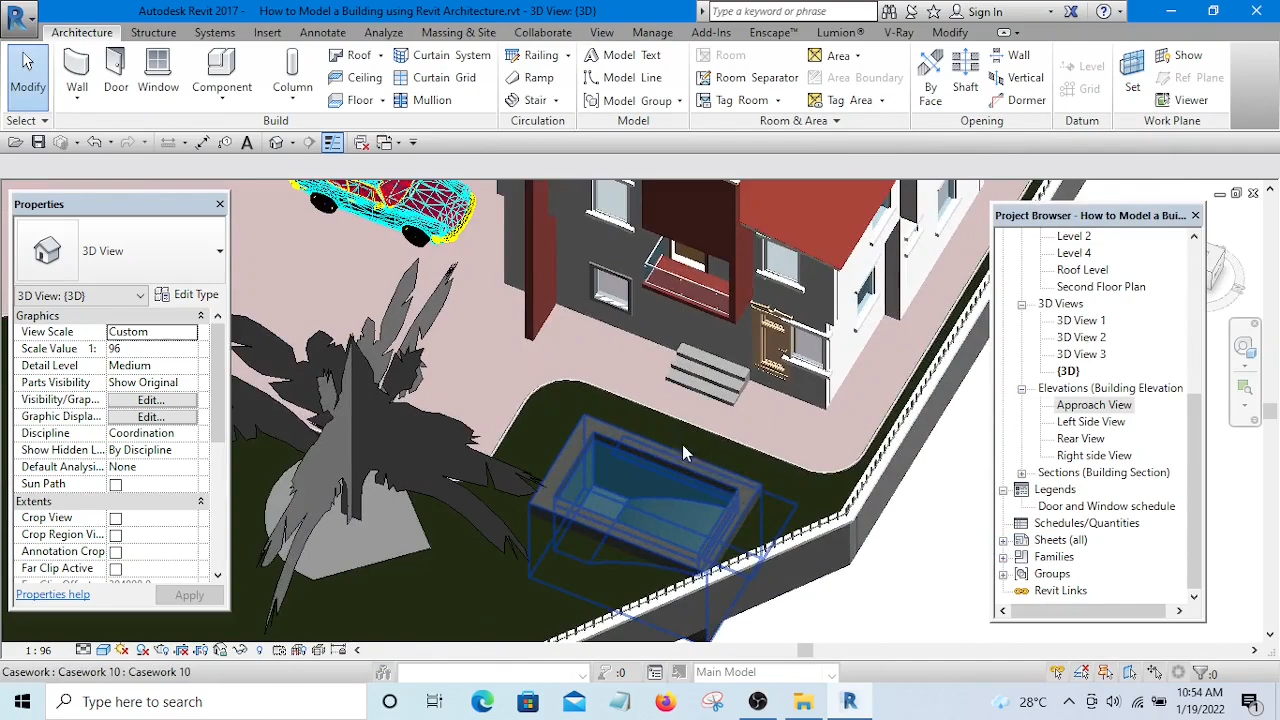 Autodesk Revit 2017 - How to Model a Building using Revit Architecture.rvt - 3D View: {3D}
Type a keyword or phrase
Sign In
Architecture Structure Systems Insert Annotate Analyze Massing & Site Collaborate View Manage Add-Ins Enscape™ Lumion® V-Ray Modify
Modify
Wall
Door
Window
Component
Column
Roof
Ceiling
Floor
Curtain System
Curtain Grid
Mullion
Railing
Ramp
Stair
Model Text
Model Line
Model Group
Room
Room Separator
Tag Room
Area
Area Boundary
Tag Area
By
Face
Shaft
Wall
Vertical
Dormer
Level
Grid
Set
Show
Ref Plane
Viewer
Select
Build
Circulation
Model
Room & Area
Opening
Datum
Work Plane
Properties
3D View
3D View: {3D}
Edit Type
Graphics
View Scale Custom
Scale Value 1: 96
Detail Level Medium
Parts Visibility Show Original
Visibility/Grap... Edit...
Graphic Displa... Edit...
Discipline Coordination
Show Hidden L... By Discipline
Default Analysi... None
Sun Path
Extents
Crop View
Crop Region Vi...
Annotation Crop
Far Clip Active
Properties help
Apply
Project Browser - How to Model a Bui...
Level 2
Level 4
Roof Level
Second Floor Plan
3D Views
3D View 1
3D View 2
3D View 3
{3D}
Elevations (Building Elevation
Approach View
Left Side View
Rear View
Right side View
Sections (Building Section)
Legends
Door and Window schedule
Schedules/Quantities
Sheets (all)
Families
Groups
Revit Links
1 : 96
Casework : Casework 10 : Casework 10
:0
Main Model
:0
Type here to search
28°C
10:54 AM
1/19/2022
1